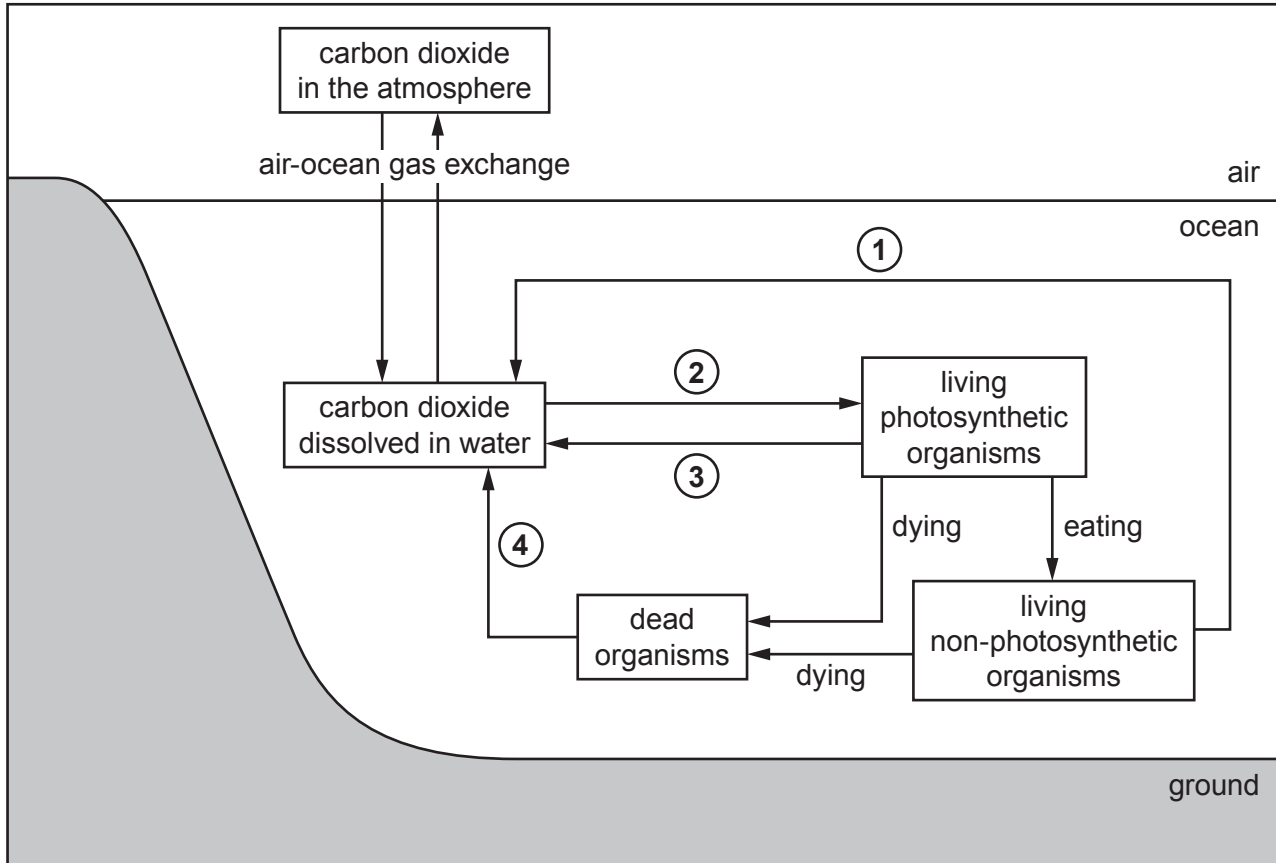 carbon dioxide
in the atmosphere
air-ocean gas exchange
air
ocean
1
2
carbon dioxide
dissolved in water
living
photosynthetic
organisms
3
4
dying
eating
dead
organisms
living
non-photosynthetic
organisms
dying
ground